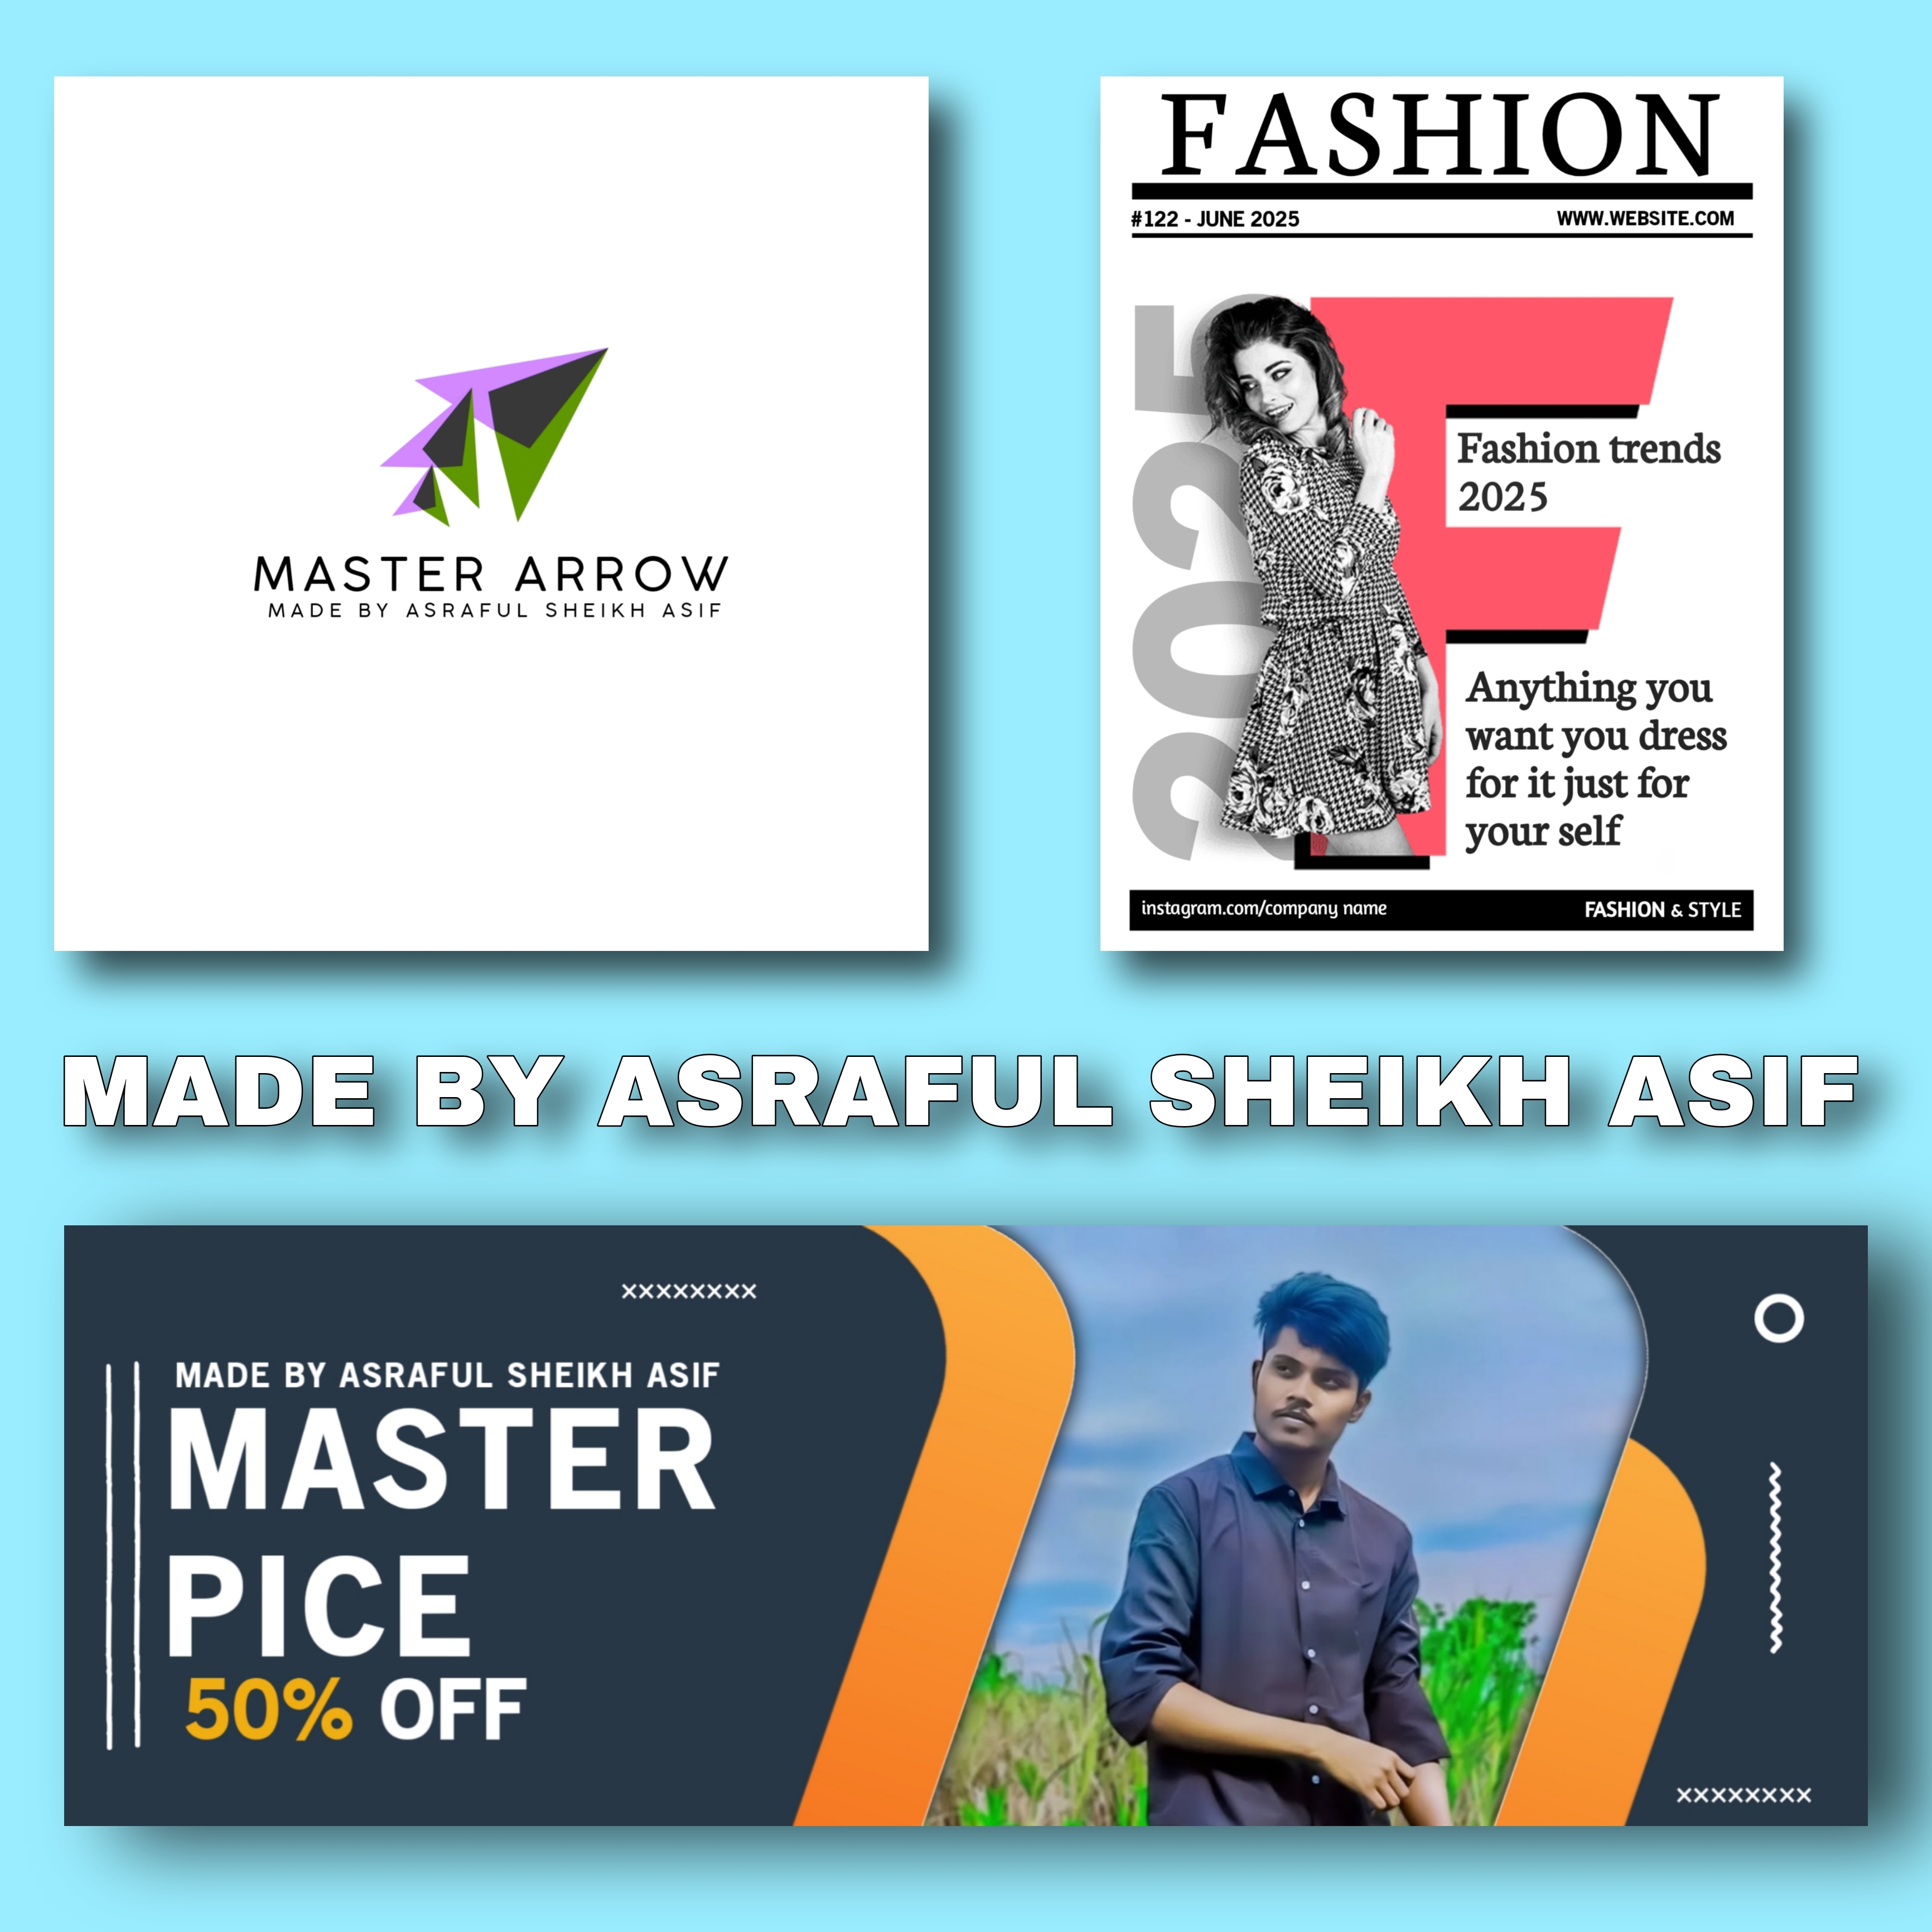 MASTER ARROW
MADE BY ASRAFUL SHEIKH ASIF
FASHION
#122 - JUNE 2025 WWW.WEBSITE.COM
2025
Fashion trends
2025
Anything you
want you dress
for it just for
your self
instagram.com/company name FASHION & STYLE
MADE BY ASRAFUL SHEIKH ASIF
xxxxxxxx
MADE BY ASRAFUL SHEIKH ASIF
MASTER
PICE
50% OFF
xxxxxxxx